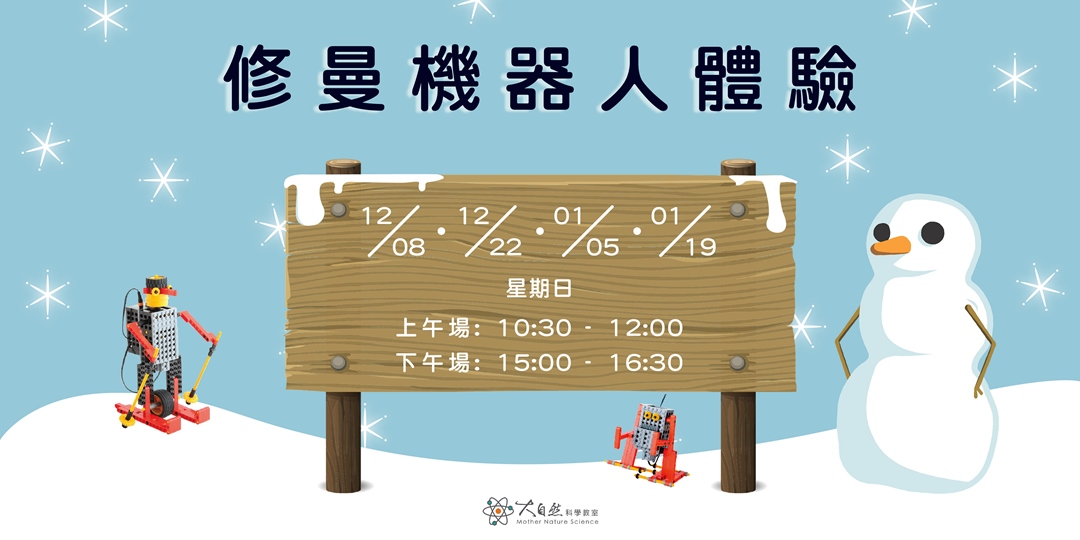 修曼機器人體驗
12/08 · 12/22 · 01/05 · 01/19
星期日
上午場: 10:30 - 12:00
下午場: 15:00 - 16:30
大自然科學教室
Mother Nature Science